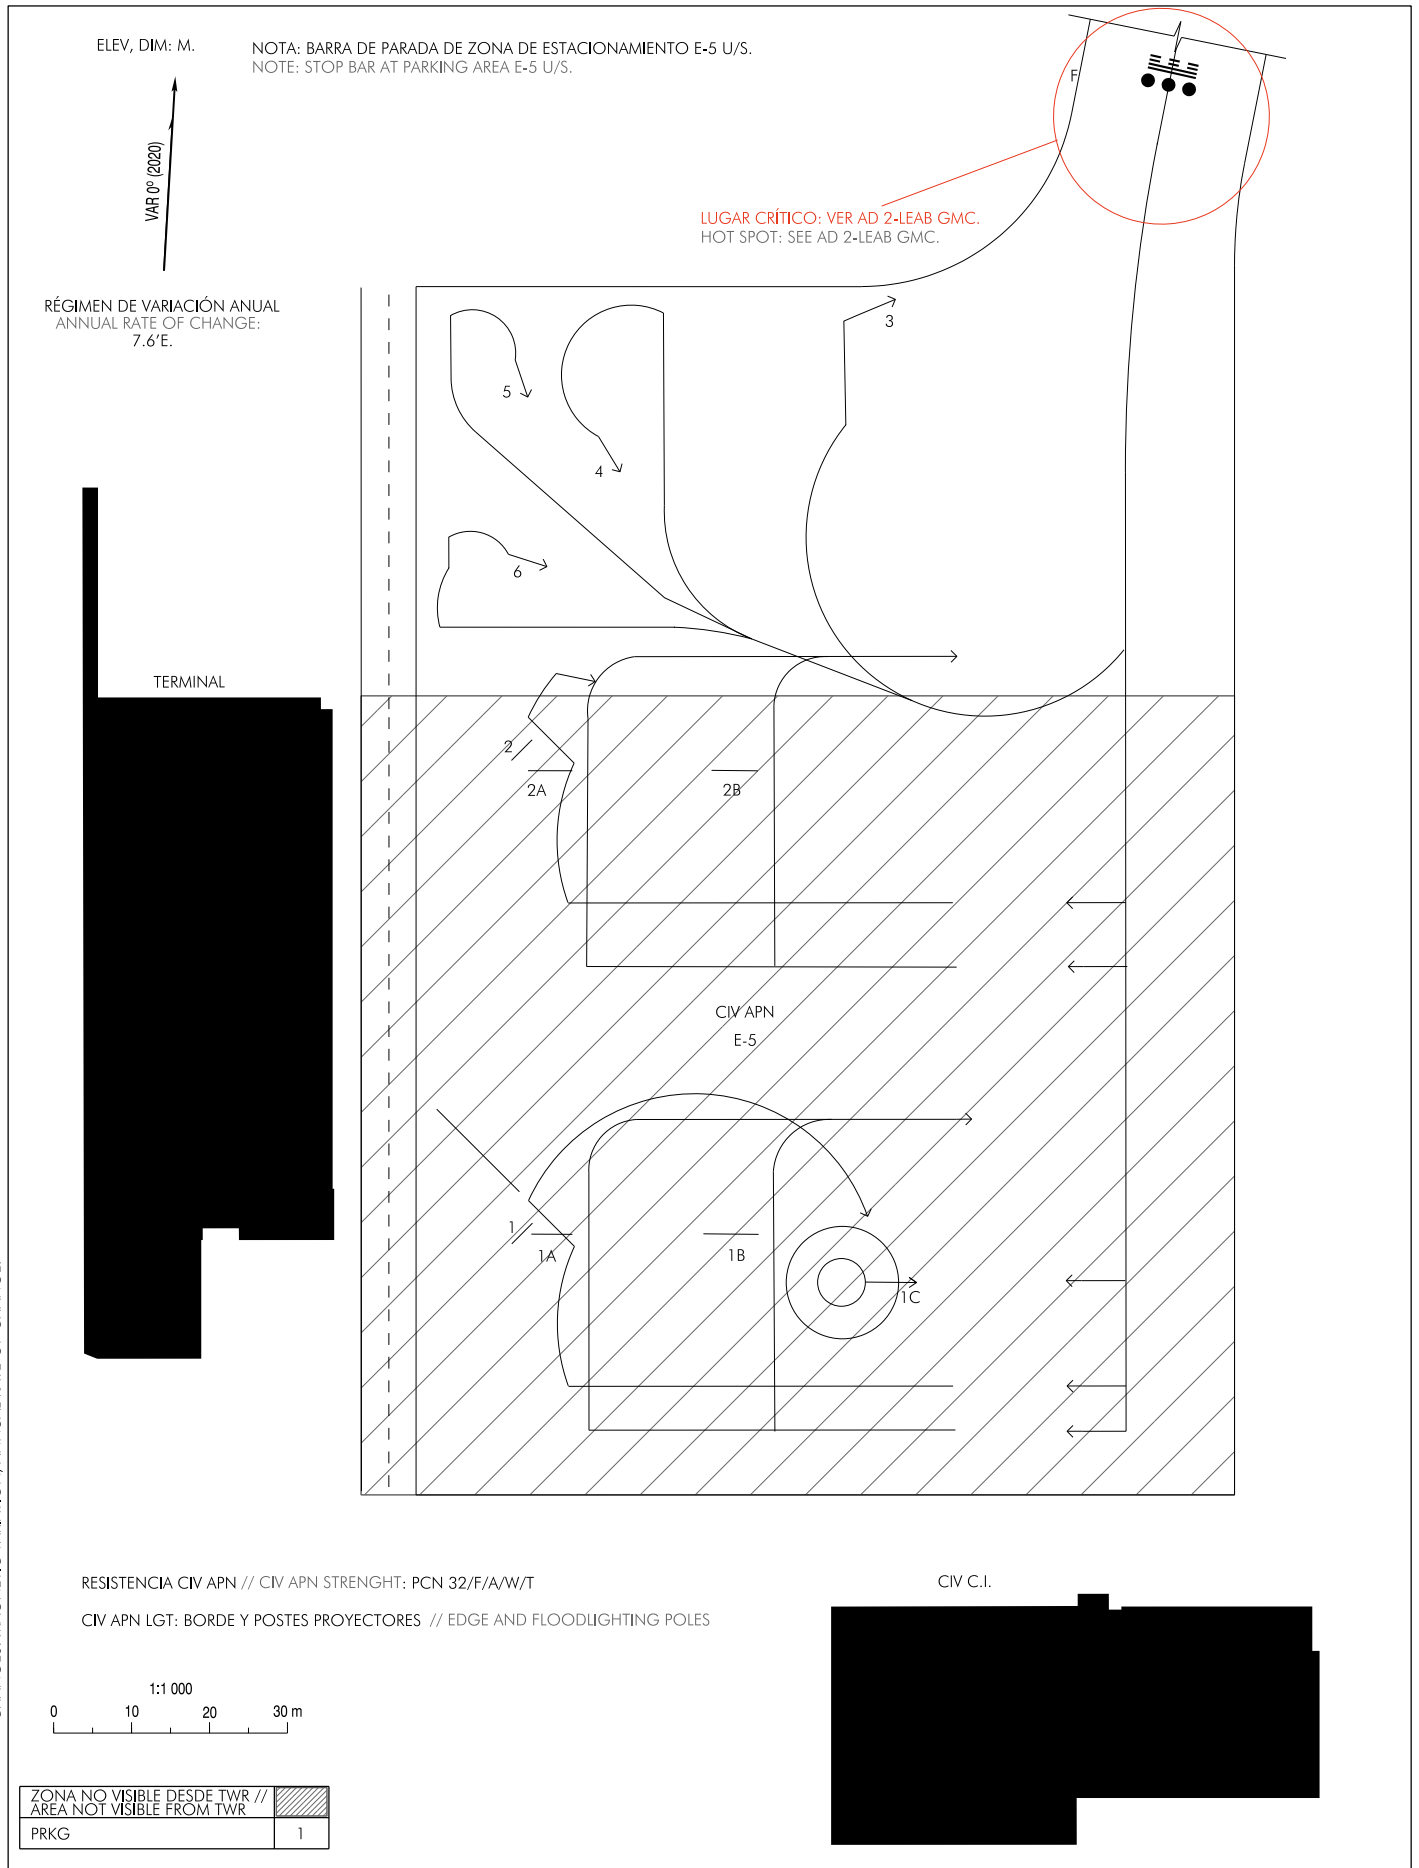 ELEV, DIM: M.
NOTA: BARRA DE PARADA DE ZONA DE ESTACIONAMIENTO E-5 U/S.
NOTE: STOP BAR AT PARKING AREA E-5 U/S.
VAR 0º (2020)
RÉGIMEN DE VARIACIÓN ANUAL
ANNUAL RATE OF CHANGE:
7.6'E.
F
LUGAR CRÍTICO: VER AD 2-LEAB GMC.
HOT SPOT: SEE AD 2-LEAB GMC.
3
5
4
6
TERMINAL
2
2A
2B
CIV APN
E-5
1
1A
1B
1C
RESISTENCIA CIV APN // CIV APN STRENGHT: PCN 32/F/A/W/T
CIV APN LGT: BORDE Y POSTES PROYECTORES // EDGE AND FLOODLIGHTING POLES
CIV C.I.
1:1 000
0 10 20 30 m
ZONA NO VISIBLE DESDE TWR //
AREA NOT VISIBLE FROM TWR
PRKG 1